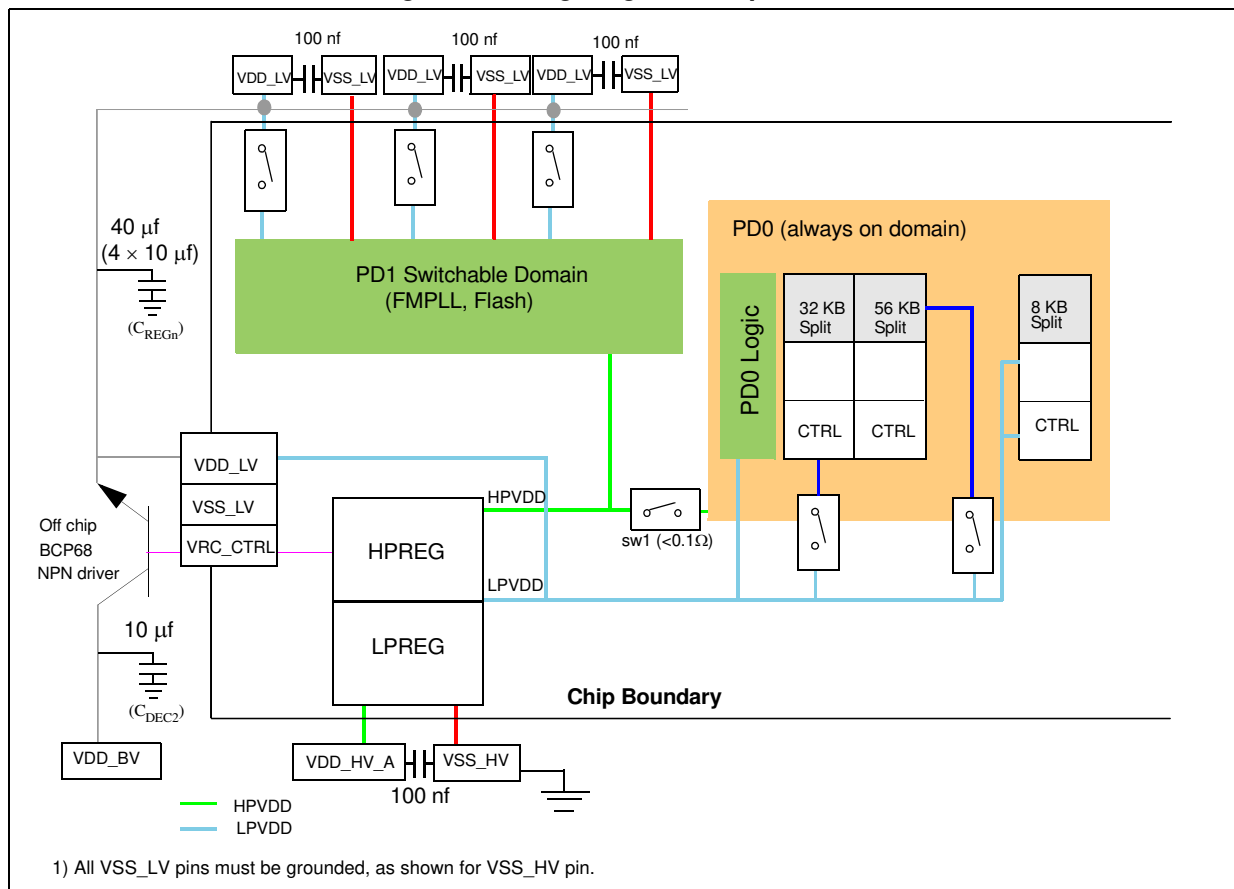 100 nf
100 nf
100 nf
VDD_LV
VSS_LV
VDD_LV
VSS_LV
VDD_LV
VSS_LV
40 μf
(4 × 10 μf)
(CREGn)
PD1 Switchable Domain
(FMPLL, Flash)
PD0 (always on domain)
PD0 Logic
32 KB
Split
56 KB
Split
8 KB
Split
CTRL
CTRL
CTRL
VDD_LV
VSS_LV
VRC_CTRL
Off chip
BCP68
NPN driver
HPREG
LPREG
HPVDD
LPVDD
sw1 (<0.1Ω)
10 μf
(CDEC2)
Chip Boundary
VDD_BV
VDD_HV_A
VSS_HV
100 nf
HPVDD
LPVDD
1) All VSS_LV pins must be grounded, as shown for VSS_HV pin.